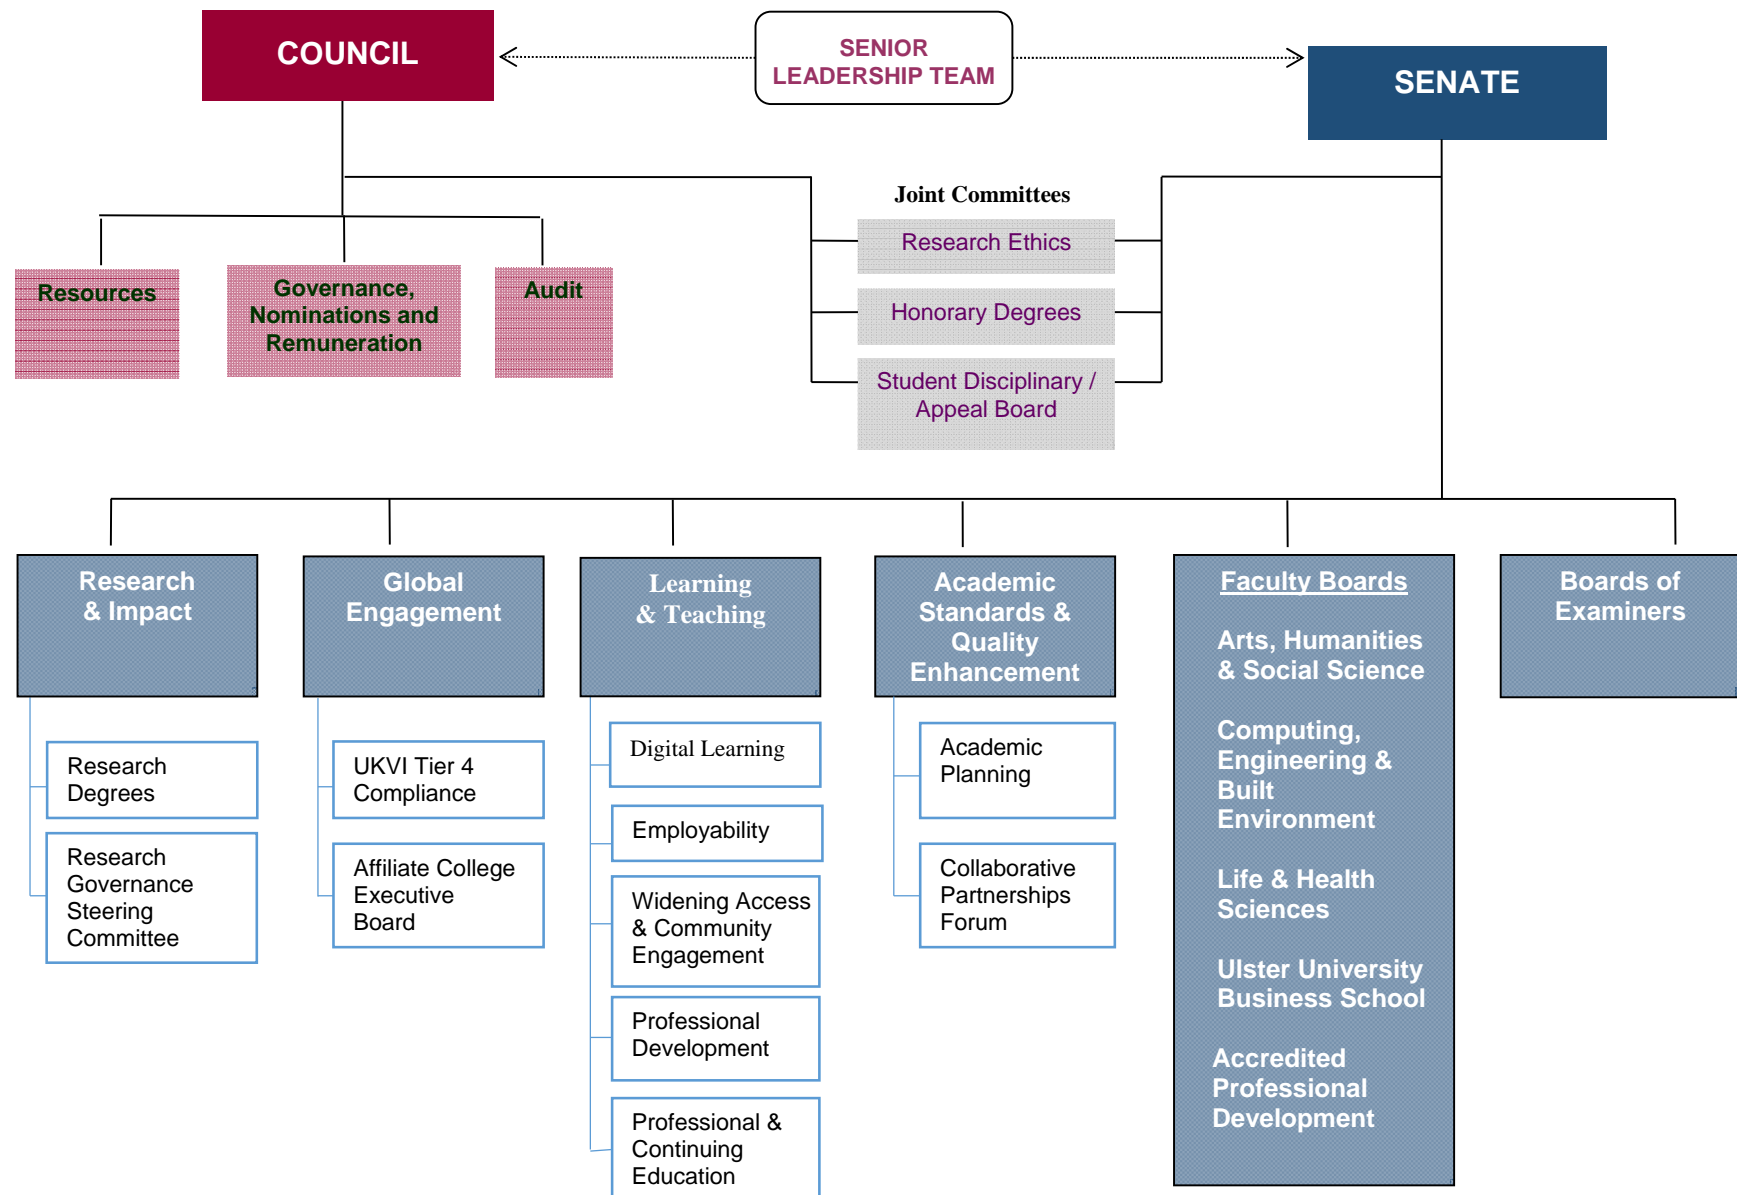 COUNCIL
SENIOR
LEADERSHIP TEAM
SENATE
Joint Committees
Research Ethics
Honorary Degrees
Student Disciplinary /
Appeal Board
Resources
Governance,
Nominations and
Remuneration
Audit
Research
& Impact
Global
Engagement
Learning
& Teaching
Academic
Standards &
Quality
Enhancement
Faculty Boards
Arts, Humanities
& Social Science
Computing,
Engineering &
Built
Environment
Life & Health
Sciences
Ulster University
Business School
Accredited
Professional
Development
Boards of
Examiners
Research
Degrees
Research
Governance
Steering
Committee
UKVI Tier 4
Compliance
Affiliate College
Executive
Board
Digital Learning
Employability
Widening Access
& Community
Engagement
Professional
Development
Professional &
Continuing
Education
Academic
Planning
Collaborative
Partnerships
Forum